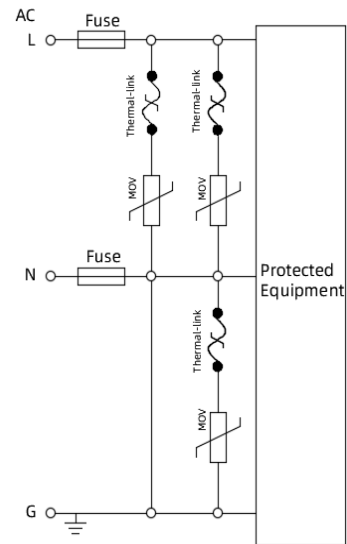 AC
Fuse
L
Thermal-link
Thermal-link
MOV
MOV
Fuse
N
Protected
Equipment
Thermal-link
MOV
G